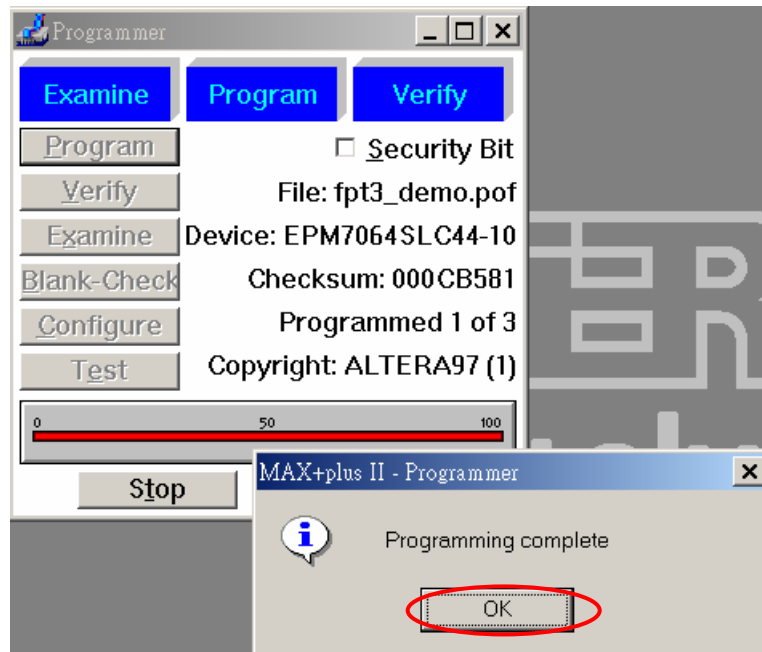 Programmer
Examine Program Verify
Program
Security Bit
Verify
File: fpt3_demo.pof
Examine
Device: EPM7064SLC44-10
Blank-Check
Checksum: 000CB581
Configure
Programmed 1 of 3
Test
Copyright: ALTERA97 (1)
0 50 100
Stop
MAX+plus II - Programmer
Programming complete
OK